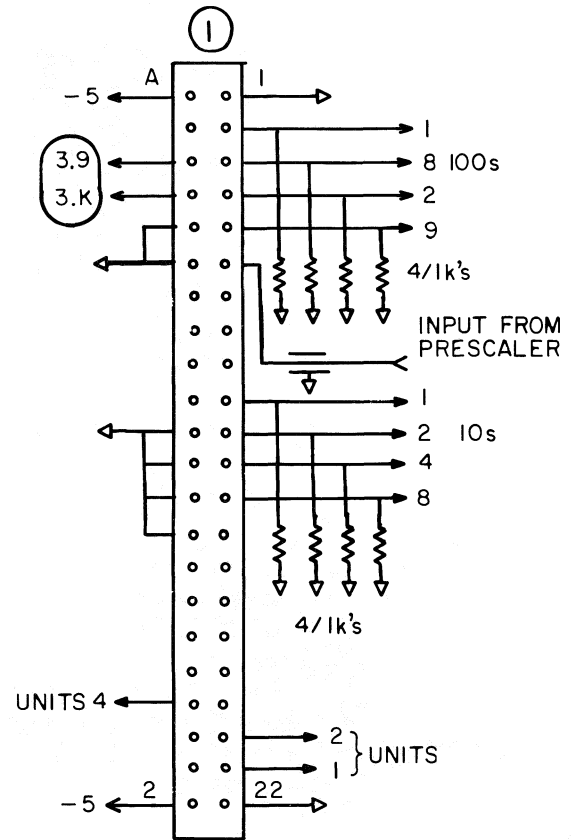 1
A 1
-5
1
3.9 8 100s
3.K 2
9
4/1k's
INPUT FROM
PRESCALER
1
2 10s
4
8
4/1k's
UNITS 4
2
UNITS
1
2 22
-5